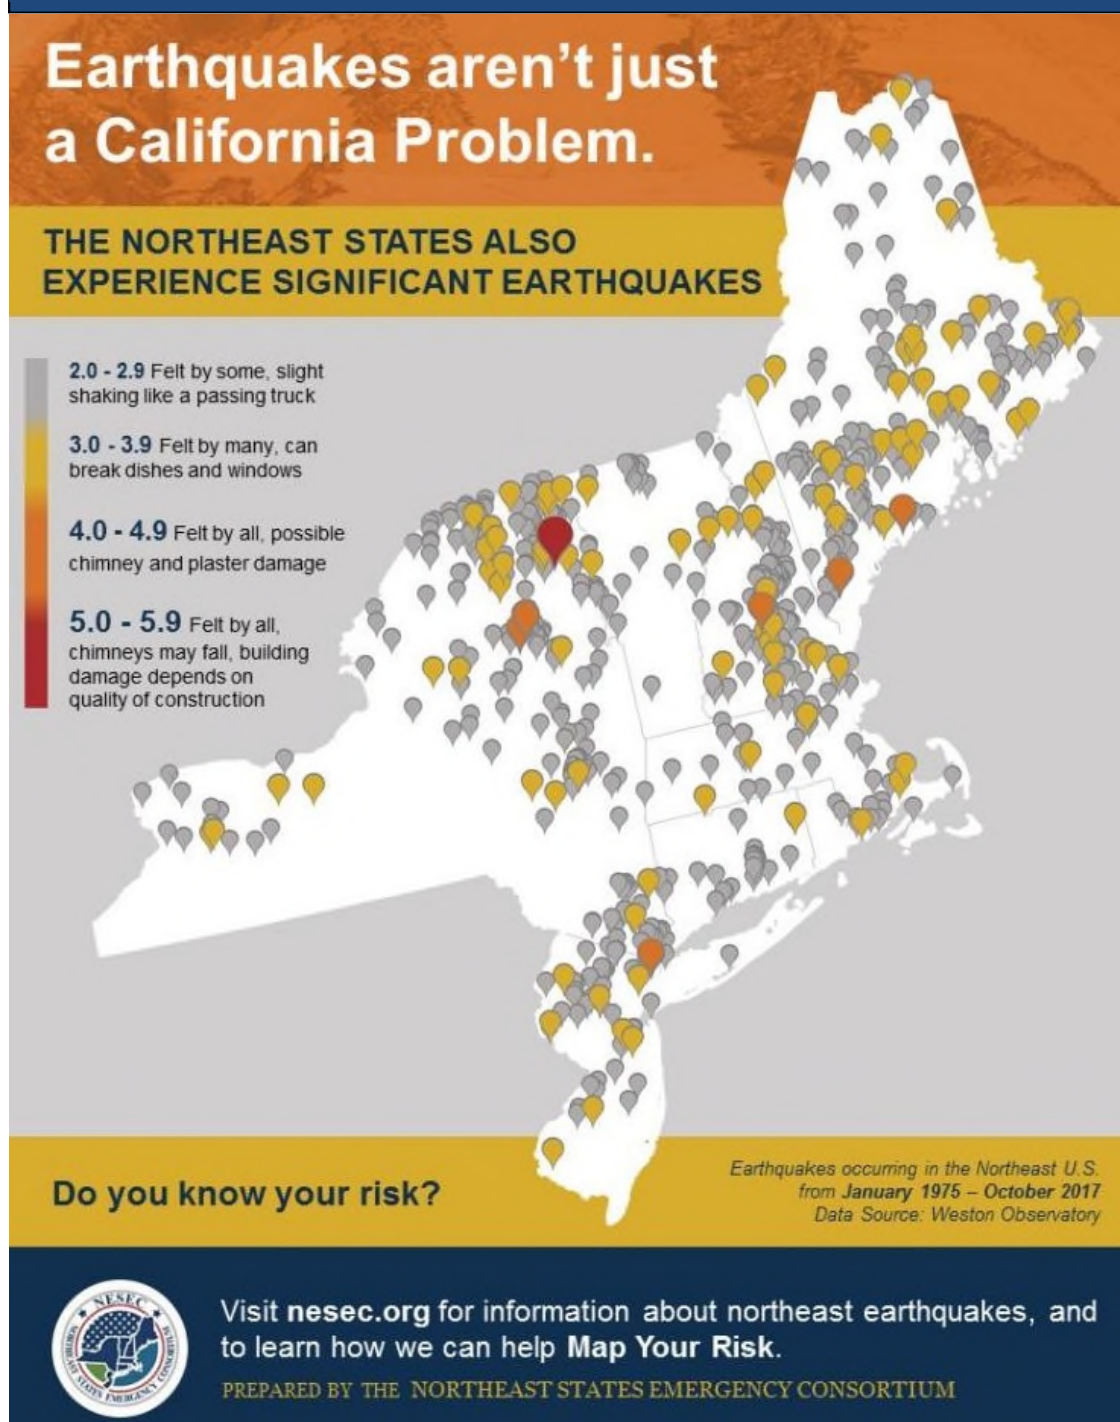 Earthquakes aren't just
a California Problem.
THE NORTHEAST STATES ALSO
EXPERIENCE SIGNIFICANT EARTHQUAKES
2.0 - 2.9 Felt by some, slight
shaking like a passing truck
3.0 - 3.9 Felt by many, can
break dishes and windows
4.0 - 4.9 Felt by all, possible
chimney and plaster damage
5.0 - 5.9 Felt by all,
chimneys may fall, building
damage depends on
quality of construction
Do you know your risk?
Earthquakes occurring in the Northeast U.S.
from January 1975 – October 2017
Data Source: Weston Observatory
NESEC
NORTHEAST STATES EMERGENCY CONSORTIUM
Visit nesec.org for information about northeast earthquakes, and
to learn how we can help Map Your Risk.
PREPARED BY THE NORTHEAST STATES EMERGENCY CONSORTIUM